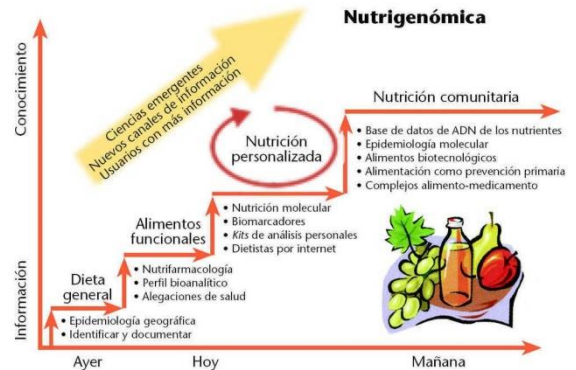 Nutrigenómica
Conocimiento
Información
Ciencias emergentes
Nuevos canales de información
Usuarios con más información
Nutrición comunitaria
• Base de datos de ADN de los nutrientes
• Epidemiología molecular
• Alimentos biotecnológicos
• Alimentación como prevención primaria
• Complejos alimento-medicamento
Nutrición
personalizada
• Nutrición molecular
• Biomarcadores
• Kits de análisis personales
• Dietistas por internet
Alimentos
funcionales
• Nutrifarmacología
• Perfil bioanalítico
• Alegaciones de salud
Dieta
general
• Epidemiología geográfica
• Identificar y documentar
Ayer
Hoy
Mañana